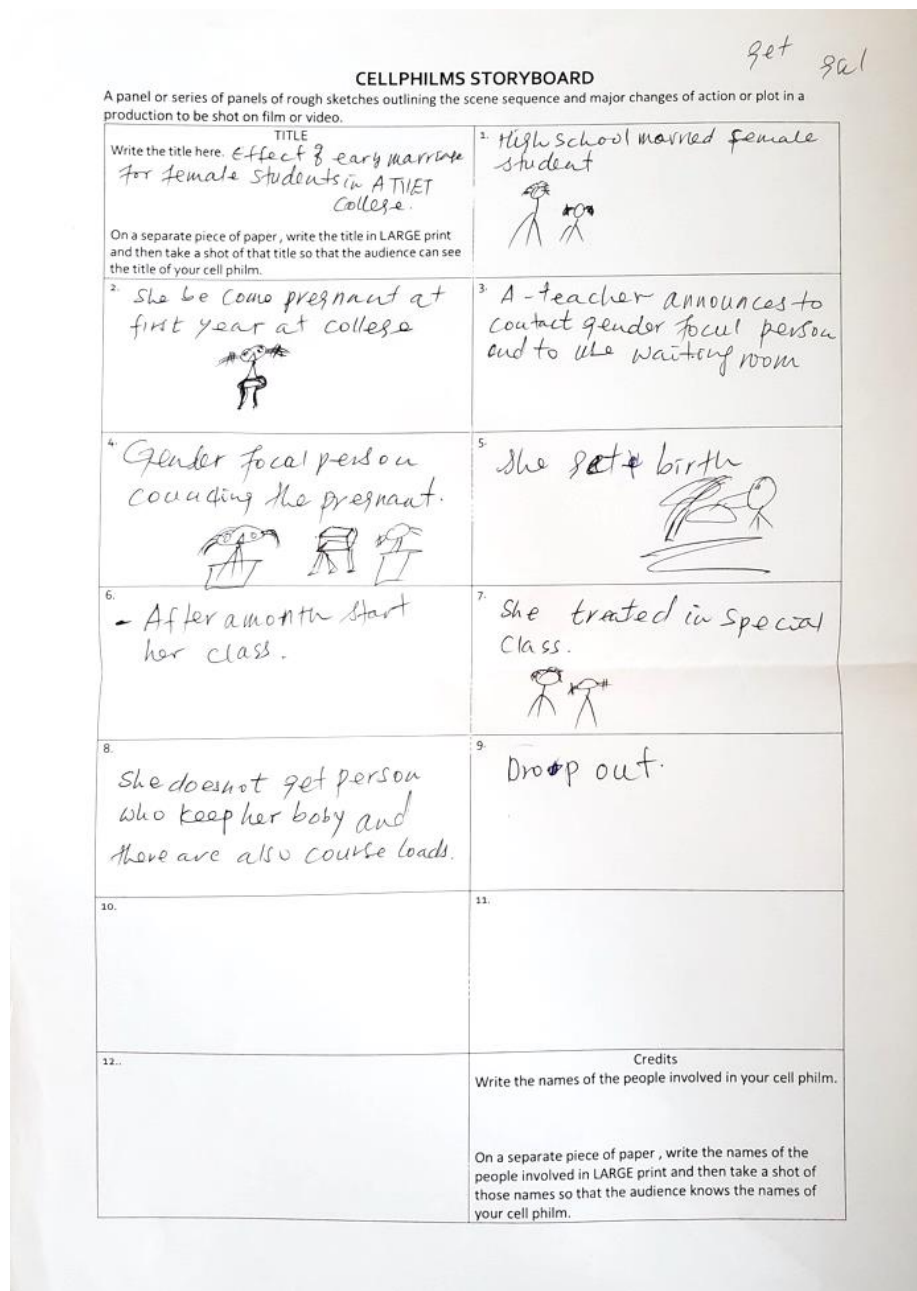 get gal
CELLPHILMS STORYBOARD
A panel or series of panels of rough sketches outlining the scene sequence and major changes of action or plot in a
production to be shot on film or video.
TITLE
Write the title here. Effect of eary marriage
for female students in ATVET
College.
On a separate piece of paper , write the title in LARGE print
and then take a shot of that title so that the audience can see
the title of your cell philm.
1. High School married female
student
2. She be come pregnant at
first year at college
3. A-teacher announces to
contact gender focul person
and to use waiting room
4. Gender focal person
the pregnant.
5. She birth
6.
- After a month start
her class.
7. She treated in special
Class.
8.
She doesnot get person
who keep her boby and
there are also course loads.
9. Droop out.
10.
11.
12..
Credits
Write the names of the people involved in your cell philm.
On a separate piece of paper , write the names of the
people involved in LARGE print and then take a shot of
those names so that the audience knows the names of
your cell philm.